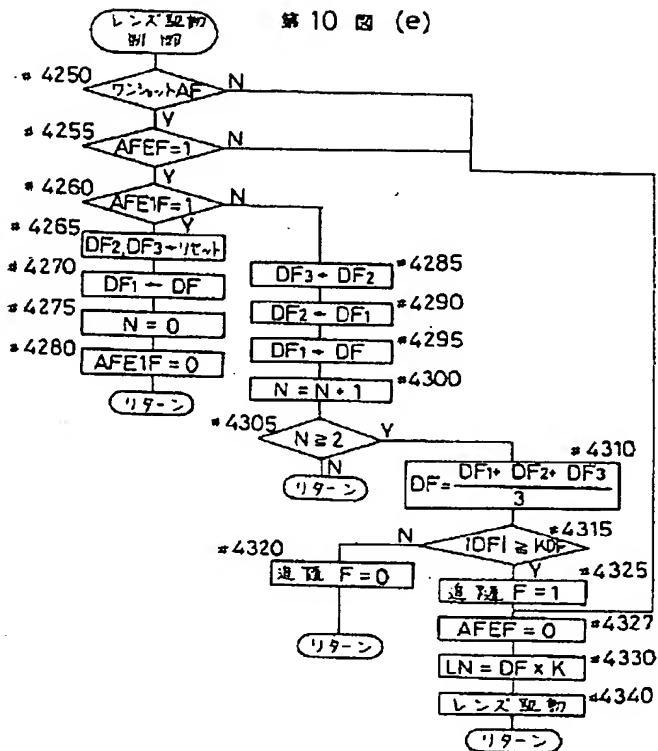 第10図 (e)
レンズ駆動
制御
#4250
ワンショットAF
N
Y
#4255
AFEF=1
N
Y
#4260
AFE1F=1
N
Y
#4265
DF2,DF3←リセット
#4270
DF1 ← DF
#4275
N = 0
#4280
AFE1F=0
リターン
DF3←DF2
#4285
DF2←DF1
#4290
DF1←DF
#4295
N=N+1
#4300
#4305
N≧2
Y
N
リターン
#4310
DF=
DF1+DF2+DF3
3
#4315
|DF|≧KDF
N
Y
#4320
追随 F=0
リターン
#4325
追随 F=1
AFEF=0
#4327
LN=DF×K
#4330
レンズ駆動
#4340
リターン